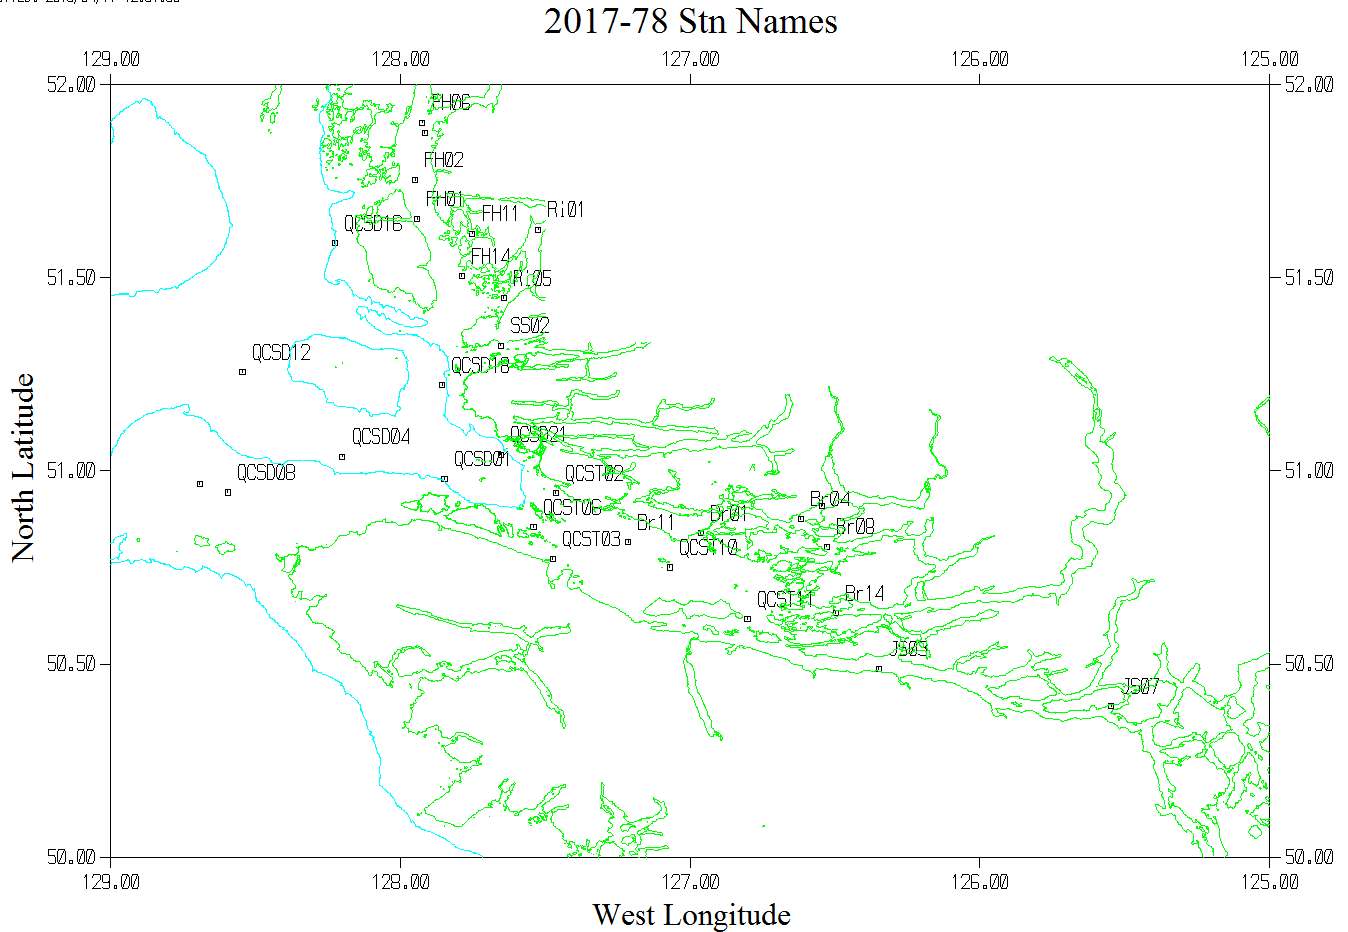 2017-78 Stn Names
129.00 128.00 127.00 126.00 125.00
52.00 52.00
FH06
FH02
FH01
Ri01
FH11
QCSD16
FH14
51.50 Ri05 51.50
SS02
QCSD12
QCSD18
QCSD04 QCSD21
QCSD01
51.00 QCSD08 QCST02 51.00
Br04
QCST06 Br01
Br11 Br08
QCST03 QCST10
Br14
QCST11
JS03
50.50 50.50
JS07
50.00 50.00
129.00 128.00 127.00 126.00 125.00
West Longitude
North Latitude